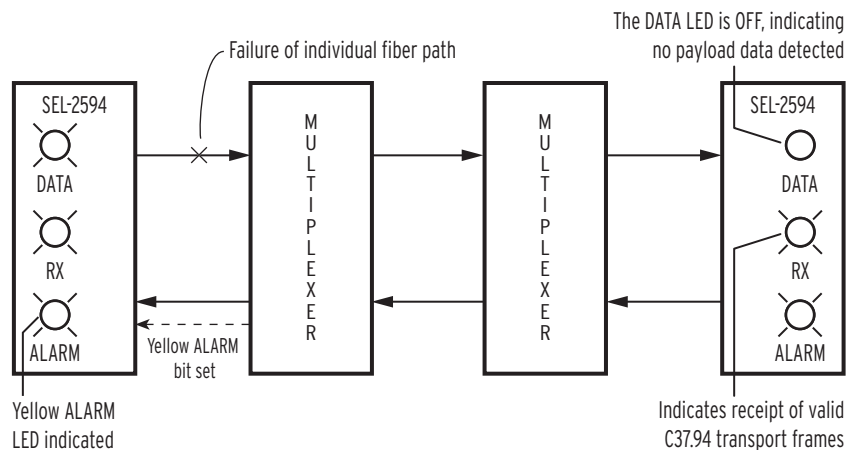 The DATA LED is OFF, indicating
no payload data detected
Failure of individual fiber path
SEL-2594
DATA
RX
ALARM
MULTIPLEXER
Yellow ALARM
bit set
MULTIPLEXER
SEL-2594
DATA
RX
ALARM
Yellow ALARM
LED indicated
Indicates receipt of valid
C37.94 transport frames